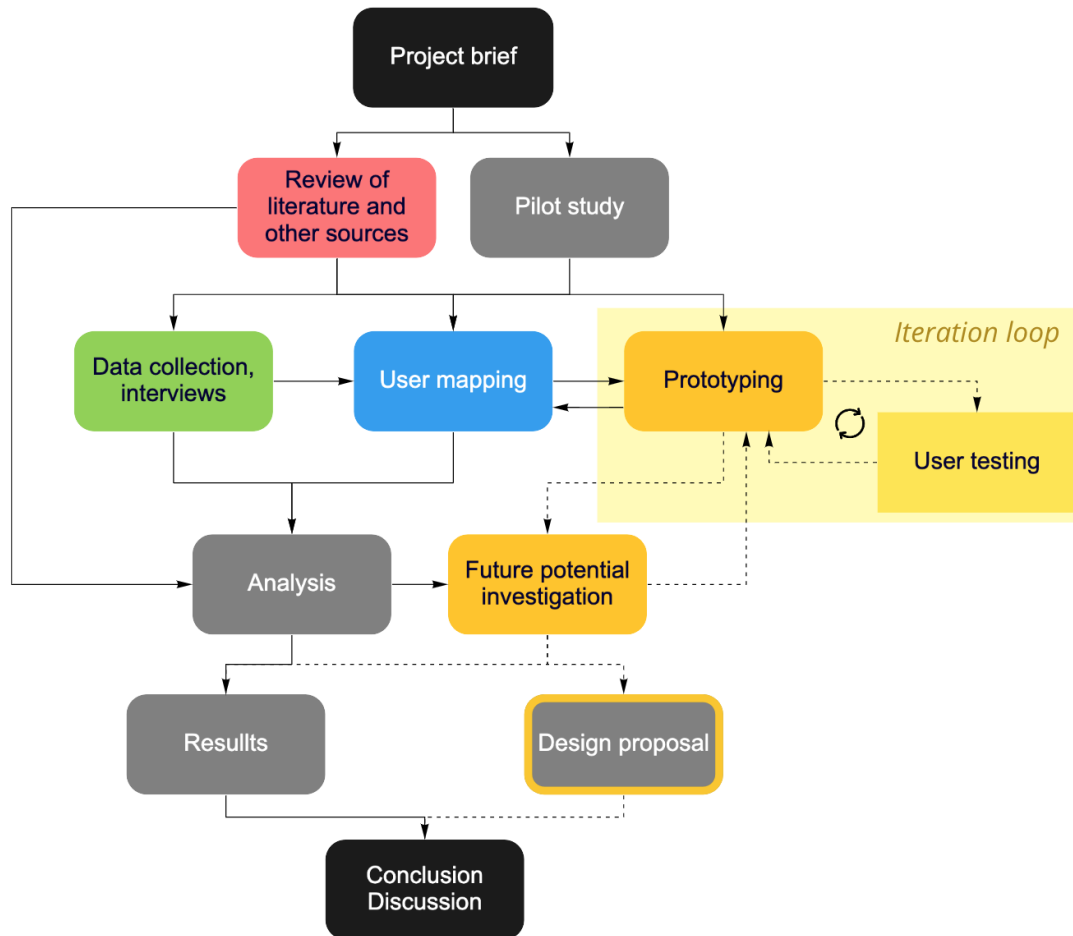 Project brief
Review of
literature and
other sources
Pilot study
Iteration loop
Data collection,
interviews
User mapping
Prototyping
User testing
Analysis
Future potential
investigation
Resullts
Design proposal
Conclusion
Discussion